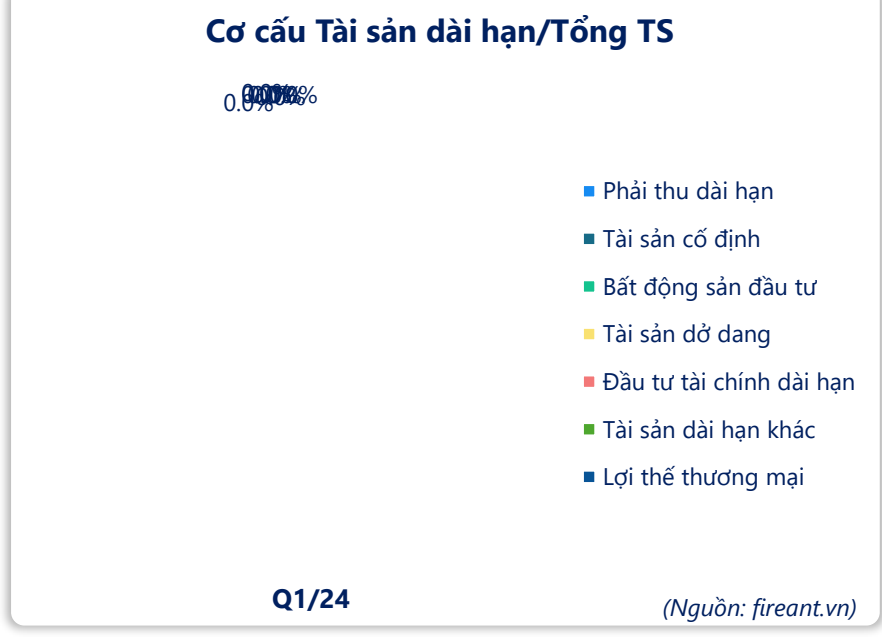 Cơ cấu Tài sản dài hạn/Tổng TS
0.0%
Phải thu dài hạn
Tài sản cố định
Bất động sản đầu tư
Tài sản dở dang
Đầu tư tài chính dài hạn
Tài sản dài hạn khác
Lợi thế thương mại
Q1/24
(Nguồn: fireant.vn)